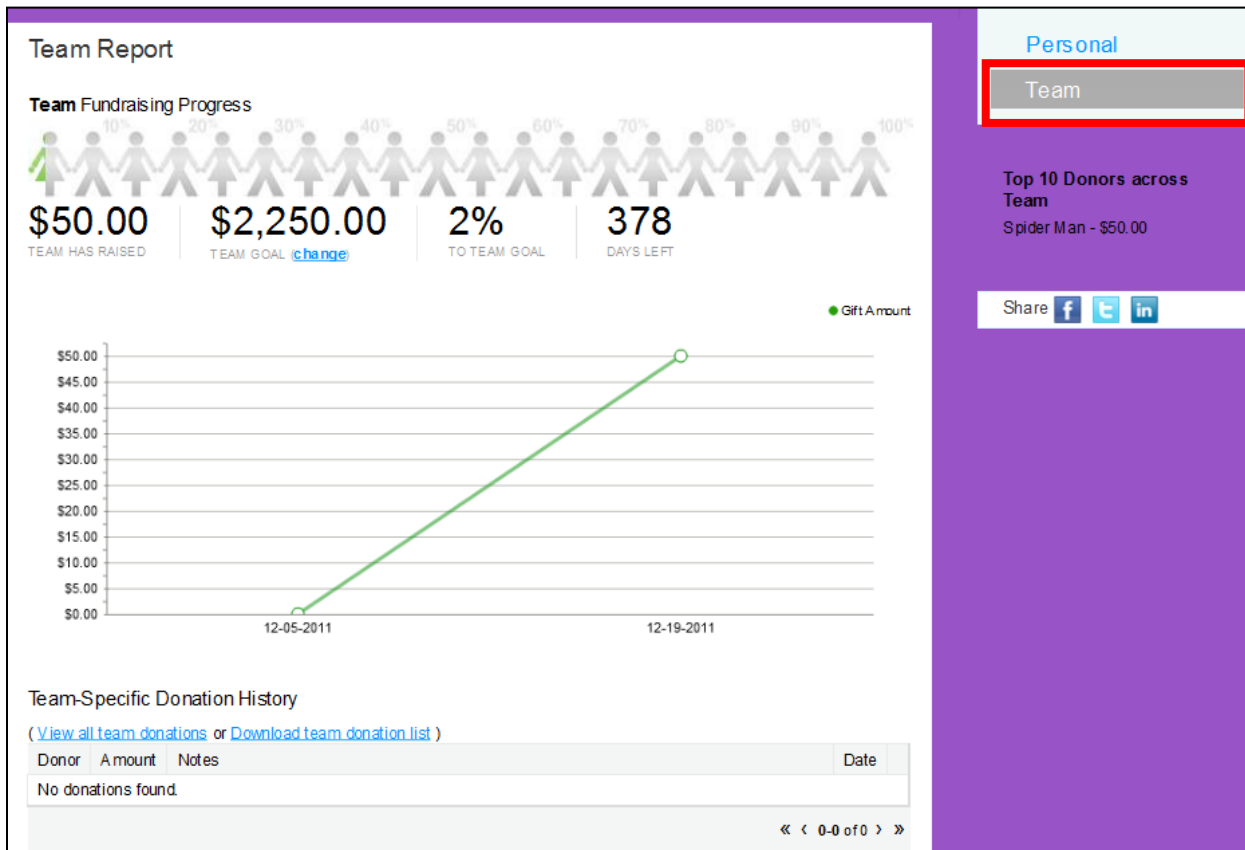 Team Report
Team Fundraising Progress
10% 20% 30% 40% 50% 60% 70% 80% 90% 100%
$50.00 $2,250.00 2% 378
TEAM HAS RAISED TEAM GOAL (change) TO TEAM GOAL DAYS LEFT
Gift Amount
$50.00
$45.00
$40.00
$35.00
$30.00
$25.00
$20.00
$15.00
$10.00
$5.00
$0.00
12-05-2011 12-19-2011
Team-Specific Donation History
( View all team donations or Download team donation list )
Donor Amount Notes Date
No donations found.
« ‹ 0-0 of 0 › »
Personal
Team
Top 10 Donors across
Team
Spider Man - $50.00
Share f t in